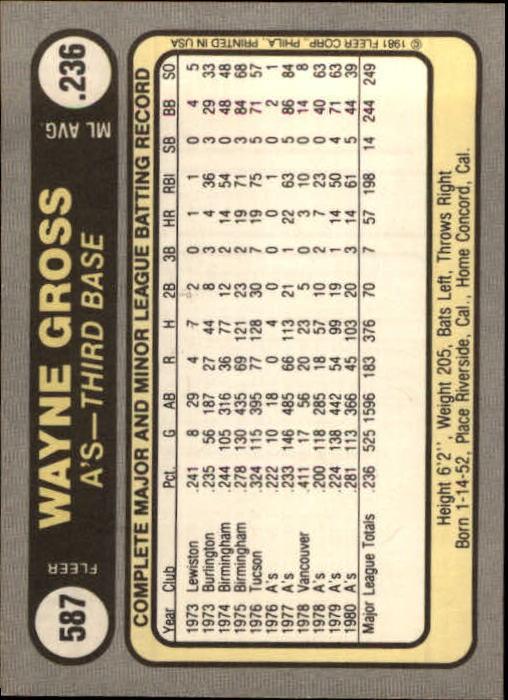 587
FLEER
WAYNE GROSS
A'S—THIRD BASE
ML AVG.
.236
COMPLETE MAJOR AND MINOR LEAGUE BATTING RECORD
Year Club Pct. G AB R H 2B 3B HR RBI SB BB SO
1973 Lewiston .241 8 29 4 7 2 0 1 1 0 4 5
1973 Burlington .235 56 187 27 44 8 3 4 36 3 29 33
1974 Birmingham .244 105 316 36 77 12 2 14 54 0 48 48
1975 Birmingham .278 130 435 69 121 23 2 19 71 3 84 68
1976 Tucson .324 115 395 77 128 30 7 19 75 5 71 57
1976 A's .222 10 18 0 4 0 0 0 1 0 2 1
1977 A's .233 146 485 66 113 21 1 22 63 5 86 84
1978 Vancouver .411 17 56 20 23 5 0 3 10 0 14 8
1978 A's .200 118 285 18 57 10 2 7 23 0 40 63
1979 A's .224 138 442 54 99 19 1 14 50 4 71 63
1980 A's .281 113 366 45 103 20 3 14 61 5 44 39
Major League Totals .236 525 1596 183 376 70 7 57 198 14 244 249
Height 6'2'', Weight 205, Bats Left, Throws Right
Born 1-14-52, Place Riverside, Cal., Home Concord, Cal.
© 1981 FLEER CORP., PHILA., PRINTED IN USA